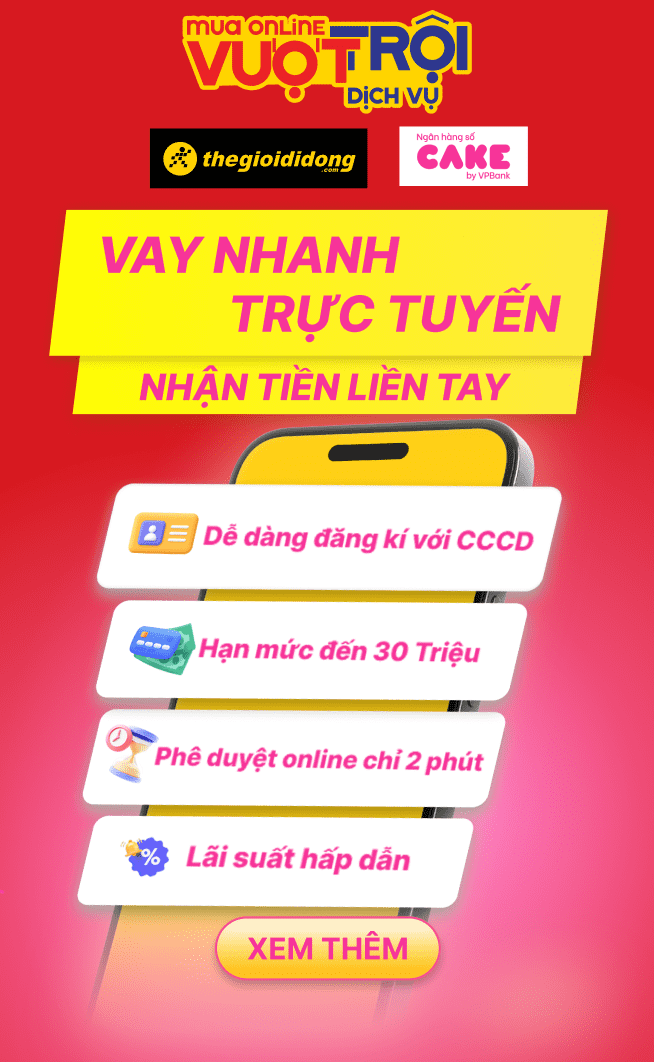 MUA ONLINE
VƯỢT TRỘI
DỊCH VỤ
thegioididong
.com
Ngân hàng số
CAKE
by VPBank
VAY NHANH
TRỰC TUYẾN
NHẬN TIỀN LIỀN TAY
Dễ dàng đăng kí với CCCD
Hạn mức đến 30 Triệu
Phê duyệt online chỉ 2 phút
%
Lãi suất hấp dẫn
XEM THÊM